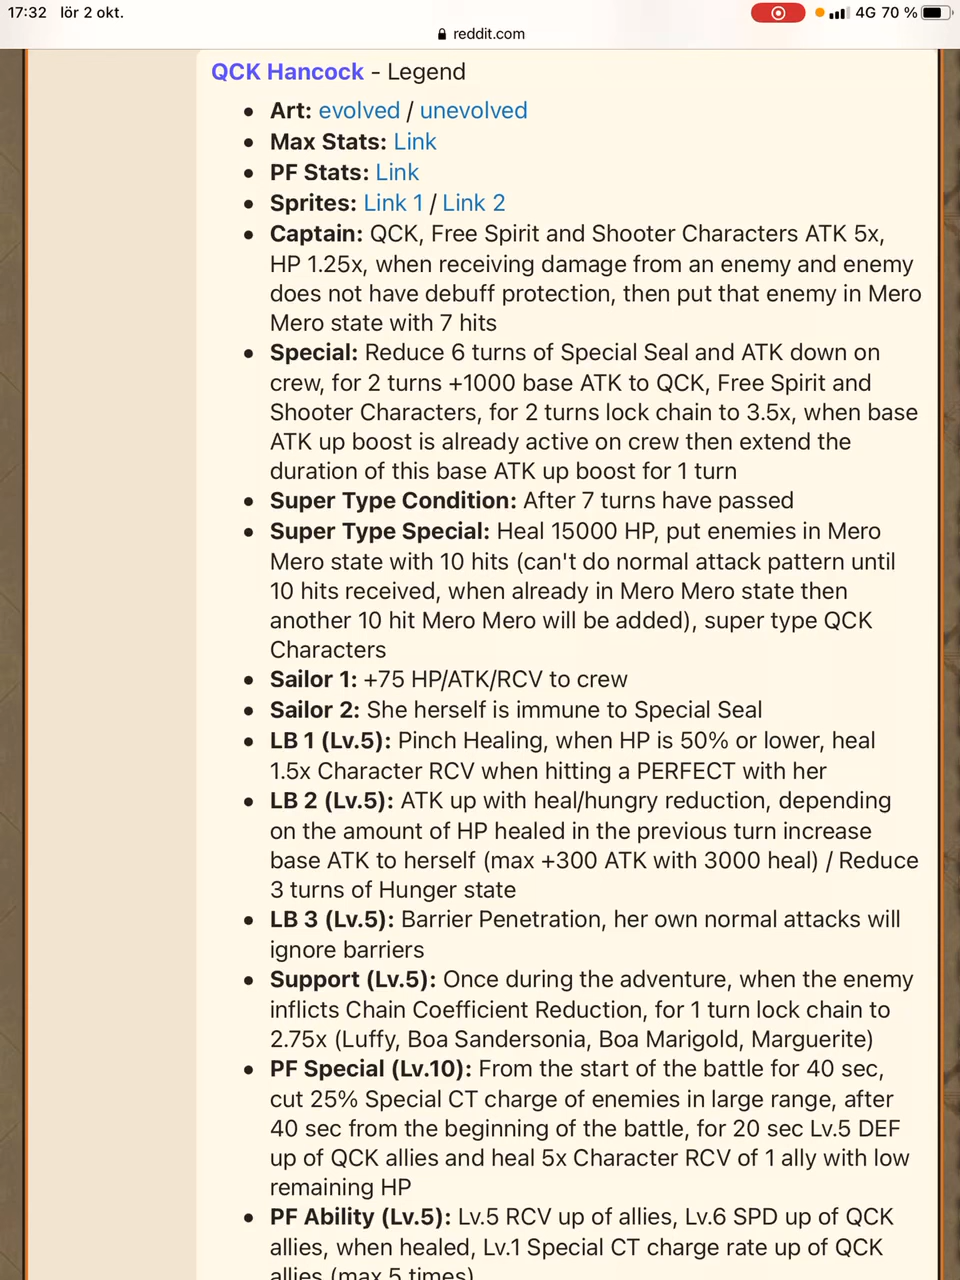 17:32 lör 2 okt.
4G 70 %
reddit.com
QCK Hancock - Legend
• Art: evolved / unevolved
• Max Stats: Link
• PF Stats: Link
• Sprites: Link 1 / Link 2
• Captain: QCK, Free Spirit and Shooter Characters ATK 5x,
HP 1.25x, when receiving damage from an enemy and enemy
does not have debuff protection, then put that enemy in Mero
Mero state with 7 hits
• Special: Reduce 6 turns of Special Seal and ATK down on
crew, for 2 turns +1000 base ATK to QCK, Free Spirit and
Shooter Characters, for 2 turns lock chain to 3.5x, when base
ATK up boost is already active on crew then extend the
duration of this base ATK up boost for 1 turn
• Super Type Condition: After 7 turns have passed
• Super Type Special: Heal 15000 HP, put enemies in Mero
Mero state with 10 hits (can't do normal attack pattern until
10 hits received, when already in Mero Mero state then
another 10 hit Mero Mero will be added), super type QCK
Characters
• Sailor 1: +75 HP/ATK/RCV to crew
• Sailor 2: She herself is immune to Special Seal
• LB 1 (Lv.5): Pinch Healing, when HP is 50% or lower, heal
1.5x Character RCV when hitting a PERFECT with her
• LB 2 (Lv.5): ATK up with heal/hungry reduction, depending
on the amount of HP healed in the previous turn increase
base ATK to herself (max +300 ATK with 3000 heal) / Reduce
3 turns of Hunger state
• LB 3 (Lv.5): Barrier Penetration, her own normal attacks will
ignore barriers
• Support (Lv.5): Once during the adventure, when the enemy
inflicts Chain Coefficient Reduction, for 1 turn lock chain to
2.75x (Luffy, Boa Sandersonia, Boa Marigold, Marguerite)
• PF Special (Lv.10): From the start of the battle for 40 sec,
cut 25% Special CT charge of enemies in large range, after
40 sec from the beginning of the battle, for 20 sec Lv.5 DEF
up of QCK allies and heal 5x Character RCV of 1 ally with low
remaining HP
• PF Ability (Lv.5): Lv.5 RCV up of allies, Lv.6 SPD up of QCK
allies, when healed, Lv.1 Special CT charge rate up of QCK
allies (max 5 times)